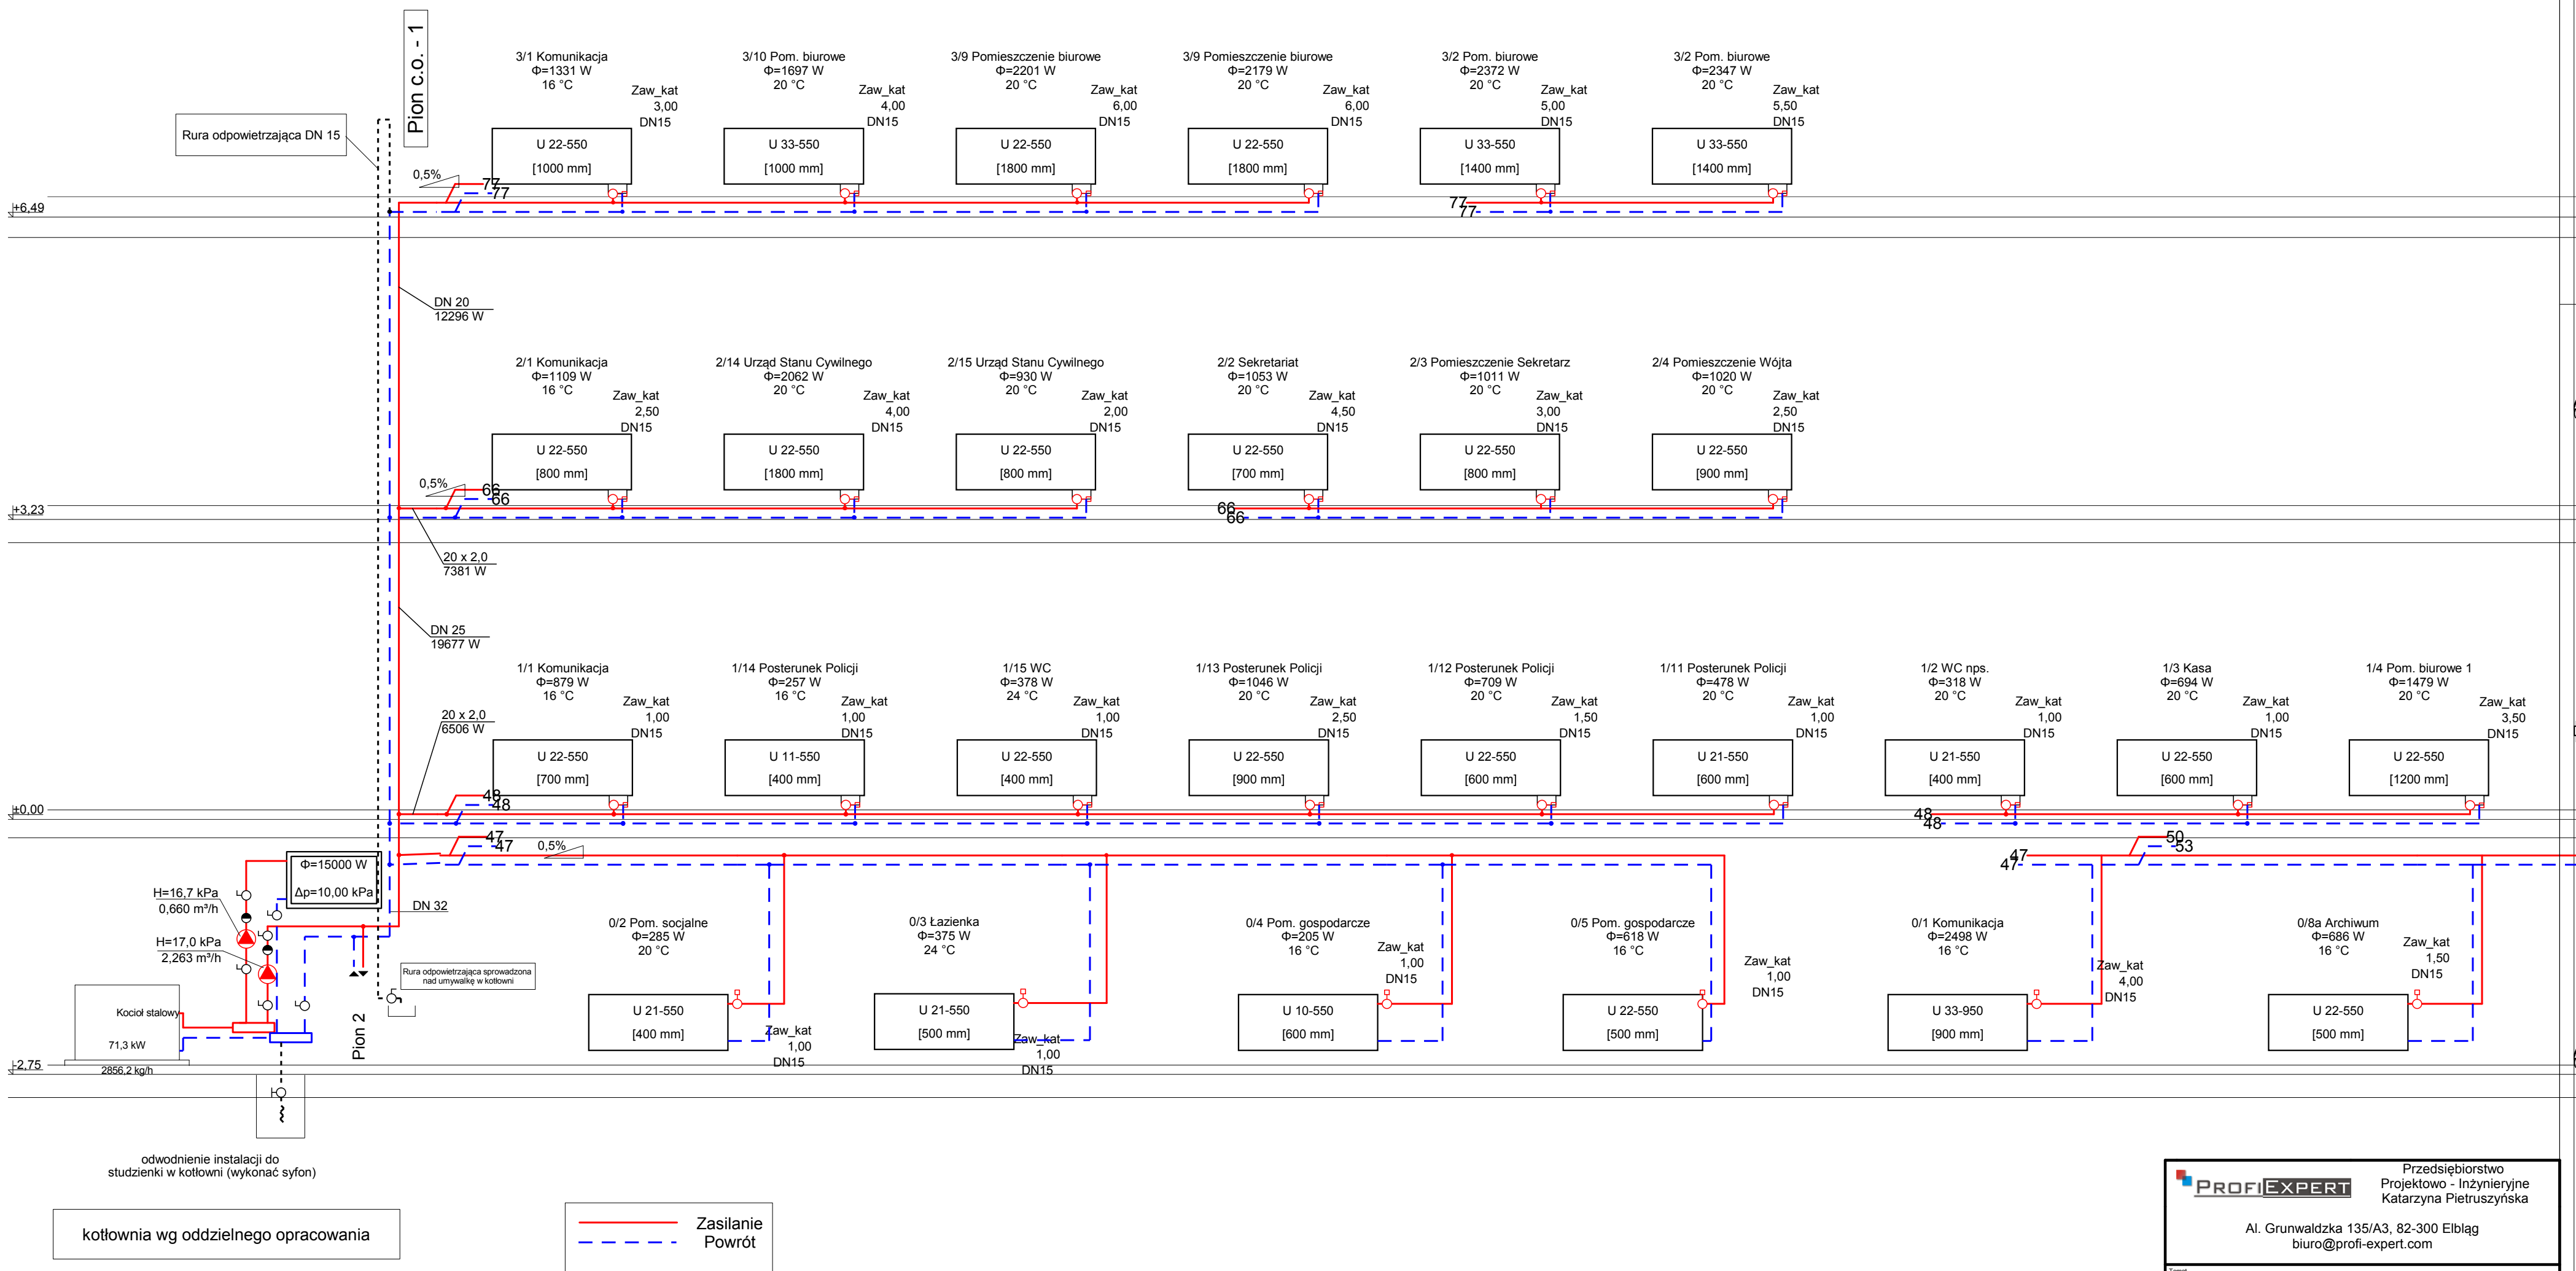 Pion c.o. - 1
Rura odpowietrzająca DN 15
3/1 Komunikacja
Φ=1331 W
16 °C
Zaw_kat
3,00
DN15
U 22-550
[1000 mm]
3/10 Pom. biurowe
Φ=1697 W
20 °C
Zaw_kat
4,00
DN15
U 33-550
[1000 mm]
3/9 Pomieszczenie biurowe
Φ=2201 W
20 °C
Zaw_kat
6,00
DN15
U 22-550
[1800 mm]
3/9 Pomieszczenie biurowe
Φ=2179 W
20 °C
Zaw_kat
6,00
DN15
U 22-550
[1800 mm]
3/2 Pom. biurowe
Φ=2372 W
20 °C
Zaw_kat
5,00
DN15
U 33-550
[1400 mm]
3/2 Pom. biurowe
Φ=2347 W
20 °C
Zaw_kat
5,50
DN15
U 33-550
[1400 mm]
0,5%
77
77
77
77
+6,49
DN 20
12296 W
2/1 Komunikacja
Φ=1109 W
16 °C
Zaw_kat
2,50
DN15
U 22-550
[800 mm]
2/14 Urząd Stanu Cywilnego
Φ=2062 W
20 °C
Zaw_kat
4,00
DN15
U 22-550
[1800 mm]
2/15 Urząd Stanu Cywilnego
Φ=930 W
20 °C
Zaw_kat
2,00
DN15
U 22-550
[800 mm]
2/2 Sekretariat
Φ=1053 W
20 °C
Zaw_kat
4,50
DN15
U 22-550
[700 mm]
2/3 Pomieszczenie Sekretarz
Φ=1011 W
20 °C
Zaw_kat
3,00
DN15
U 22-550
[800 mm]
2/4 Pomieszczenie Wójta
Φ=1020 W
20 °C
Zaw_kat
2,50
DN15
U 22-550
[900 mm]
0,5%
66
66
66
66
+3,23
20 x 2,0
7381 W
DN 25
19677 W
20 x 2,0
6506 W
1/1 Komunikacja
Φ=879 W
16 °C
Zaw_kat
1,00
DN15
U 22-550
[700 mm]
1/14 Posterunek Policji
Φ=257 W
16 °C
Zaw_kat
1,00
DN15
U 11-550
[400 mm]
1/15 WC
Φ=378 W
24 °C
Zaw_kat
1,00
DN15
U 22-550
[400 mm]
1/13 Posterunek Policji
Φ=1046 W
20 °C
Zaw_kat
2,50
DN15
U 22-550
[900 mm]
1/12 Posterunek Policji
Φ=709 W
20 °C
Zaw_kat
1,50
DN15
U 22-550
[600 mm]
1/11 Posterunek Policji
Φ=478 W
20 °C
Zaw_kat
1,00
DN15
U 21-550
[600 mm]
1/2 WC nps.
Φ=318 W
20 °C
Zaw_kat
1,00
DN15
U 21-550
[400 mm]
1/3 Kasa
Φ=694 W
20 °C
Zaw_kat
1,00
DN15
U 22-550
[600 mm]
1/4 Pom. biurowe 1
Φ=1479 W
20 °C
Zaw_kat
3,50
DN15
U 22-550
[1200 mm]
48
48
48
48
±0,00
47
47
0,5%
47
47
50
53
Φ=15000 W
Δp=10,00 kPa
H=16,7 kPa
0,660 m³/h
H=17,0 kPa
2,263 m³/h
DN 32
Rura odpowietrzająca sprowadzona
nad umywalkę w kotłowni
Pion 2
Kocioł stalowy
71,3 kW
2856,2 kg/h
0/2 Pom. socjalne
Φ=285 W
20 °C
U 21-550
[400 mm]
Zaw_kat
1,00
DN15
0/3 Łazienka
Φ=375 W
24 °C
U 21-550
[500 mm]
Zaw_kat
1,00
DN15
0/4 Pom. gospodarcze
Φ=205 W
16 °C
Zaw_kat
1,00
DN15
U 10-550
[600 mm]
0/5 Pom. gospodarcze
Φ=618 W
16 °C
Zaw_kat
1,00
DN15
U 22-550
[500 mm]
0/1 Komunikacja
Φ=2498 W
16 °C
Zaw_kat
4,00
DN15
U 33-950
[900 mm]
0/8a Archiwum
Φ=686 W
16 °C
Zaw_kat
1,50
DN15
U 22-550
[500 mm]
-2,75
odwodnienie instalacji do
studzienki w kotłowni (wykonać syfon)
kotłownia wg oddzielnego opracowania
Zasilanie
Powrót
PROFIEXPERT
Przedsiębiorstwo
Projektowo - Inżynieryjne
Katarzyna Pietruszyńska
Al. Grunwaldzka 135/A3, 82-300 Elbląg
biuro@profi-expert.com